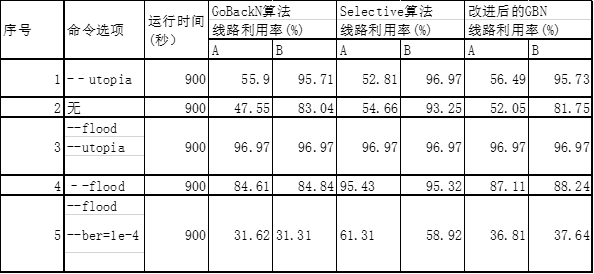 序号 命令选项 运行时间(秒) GoBackN算法 Selective算法 改进后的GBN
线路利用率(%) 线路利用率(%) 线路利用率(%)
A B A B A B
1 --utopia 900 55.9 95.71 52.81 96.97 56.49 95.73
2 无 900 47.55 83.04 54.66 93.25 52.05 81.75
--flood
3 --utopia 900 96.97 96.97 96.97 96.97 96.97 96.97
4 --flood 900 84.61 84.84 95.43 95.32 87.11 88.24
--flood
5 --ber=1e-4 900 31.62 31.31 61.31 58.92 36.81 37.64